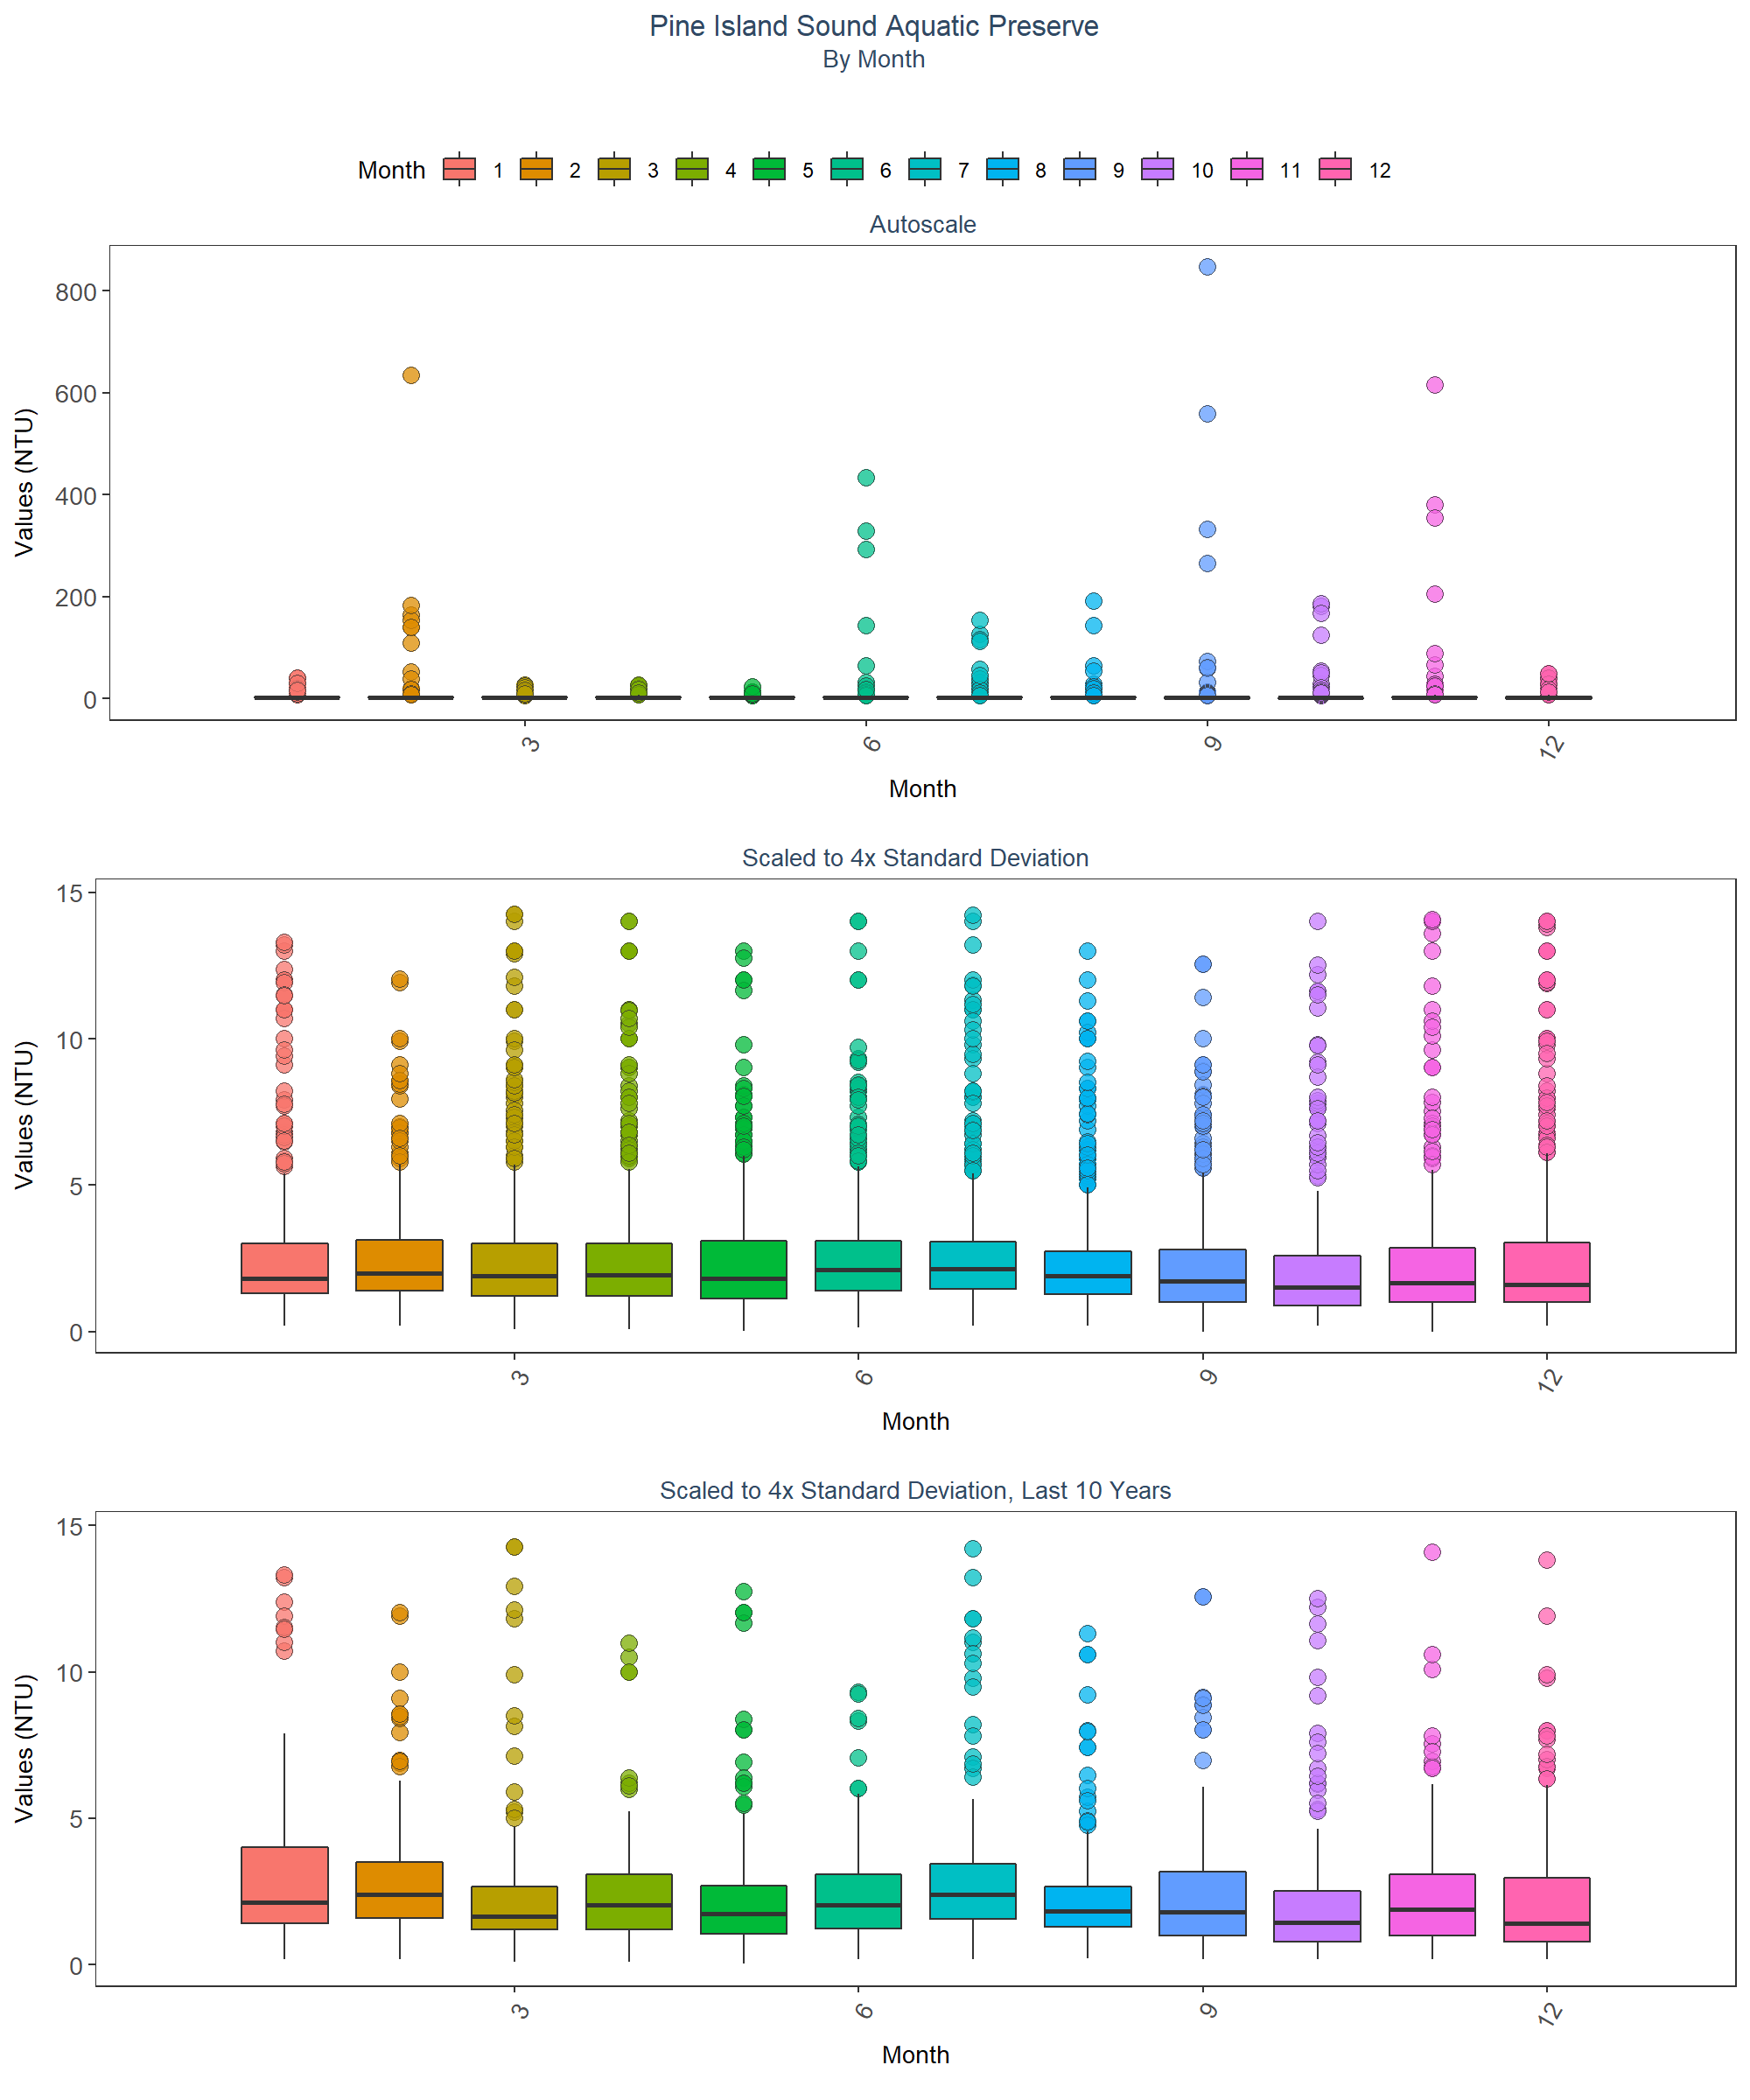 Pine Island Sound Aquatic Preserve
By Month
Month 1 2 3 4 5 6 7 8 9 10 11 12
Autoscale
Values (NTU)
800
600
400
200
0
3 6 9 12
Month
Scaled to 4x Standard Deviation
Values (NTU)
15
10
5
0
3 6 9 12
Month
Scaled to 4x Standard Deviation, Last 10 Years
Values (NTU)
15
10
5
0
3 6 9 12
Month